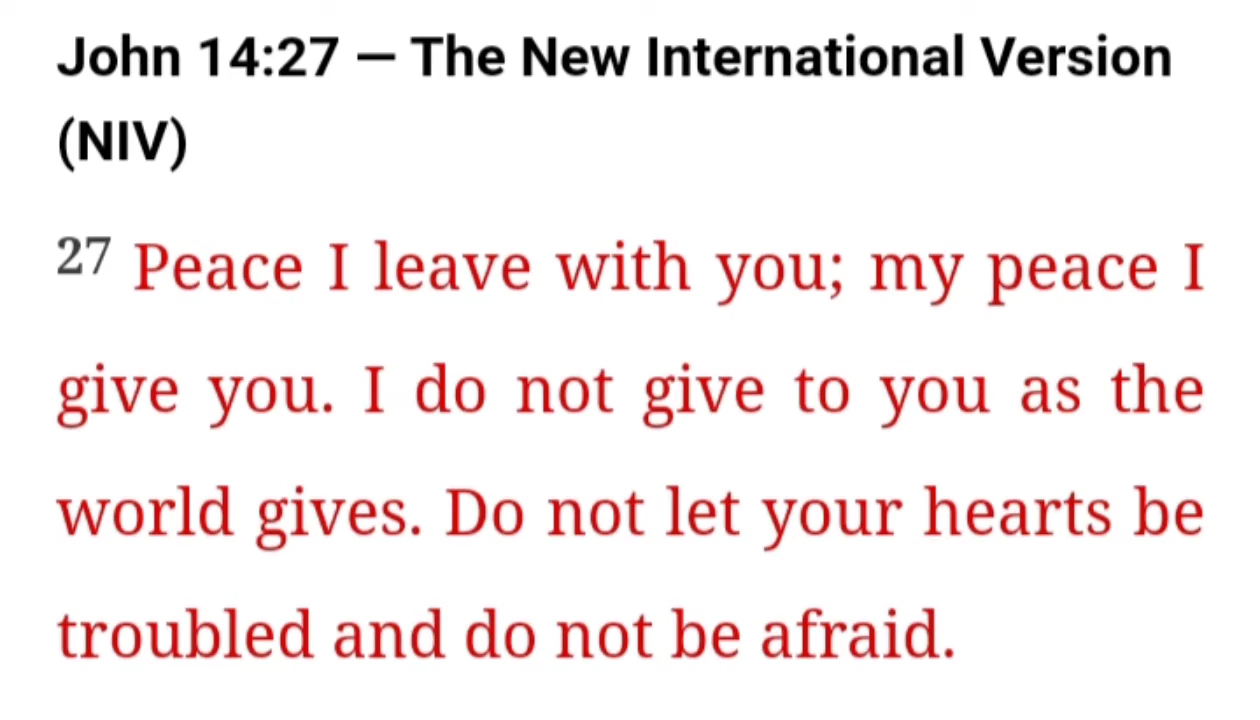 John 14:27 — The New International Version
(NIV)
27 Peace I leave with you; my peace I
give you. I do not give to you as the
world gives. Do not let your hearts be
troubled and do not be afraid.